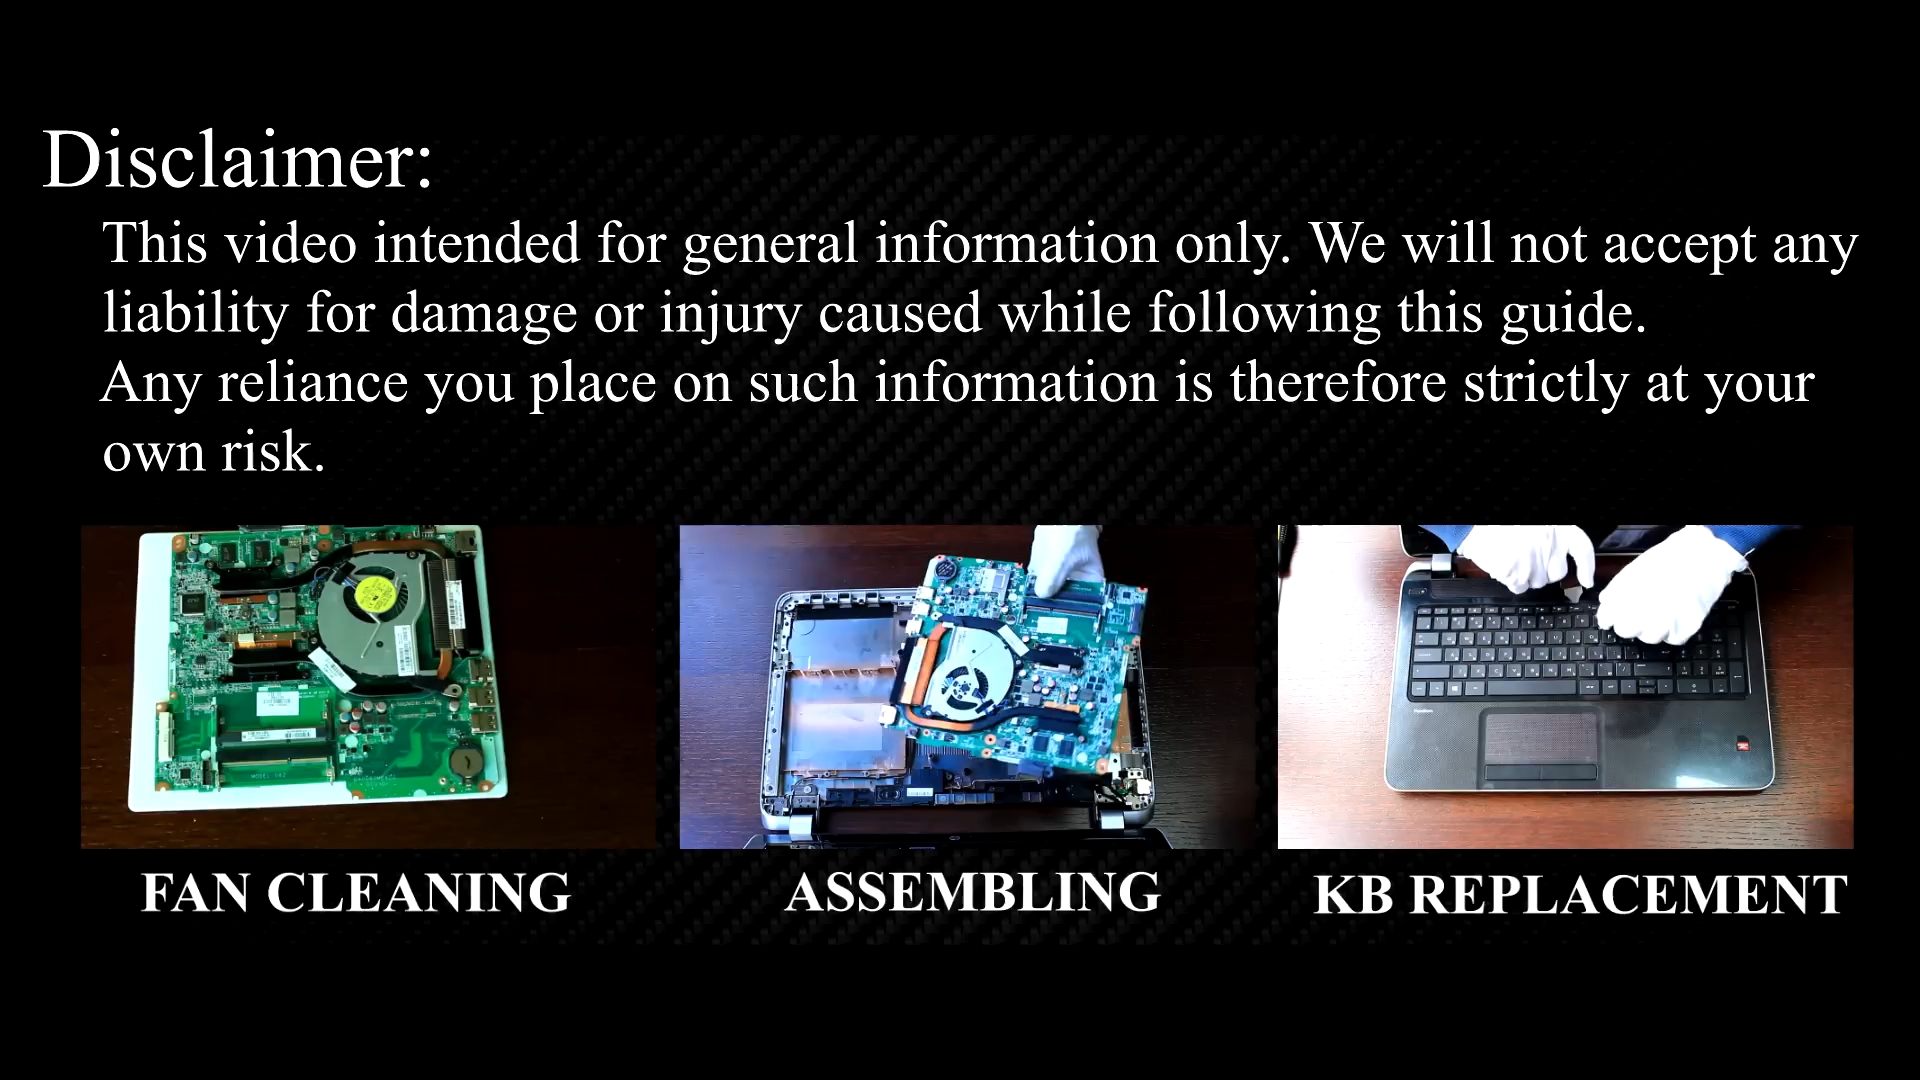 Disclaimer:
This video intended for general information only. We will not accept any
liability for damage or injury caused while following this guide.
Any reliance you place on such information is therefore strictly at your
own risk.
FAN CLEANING
ASSEMBLING
KB REPLACEMENT